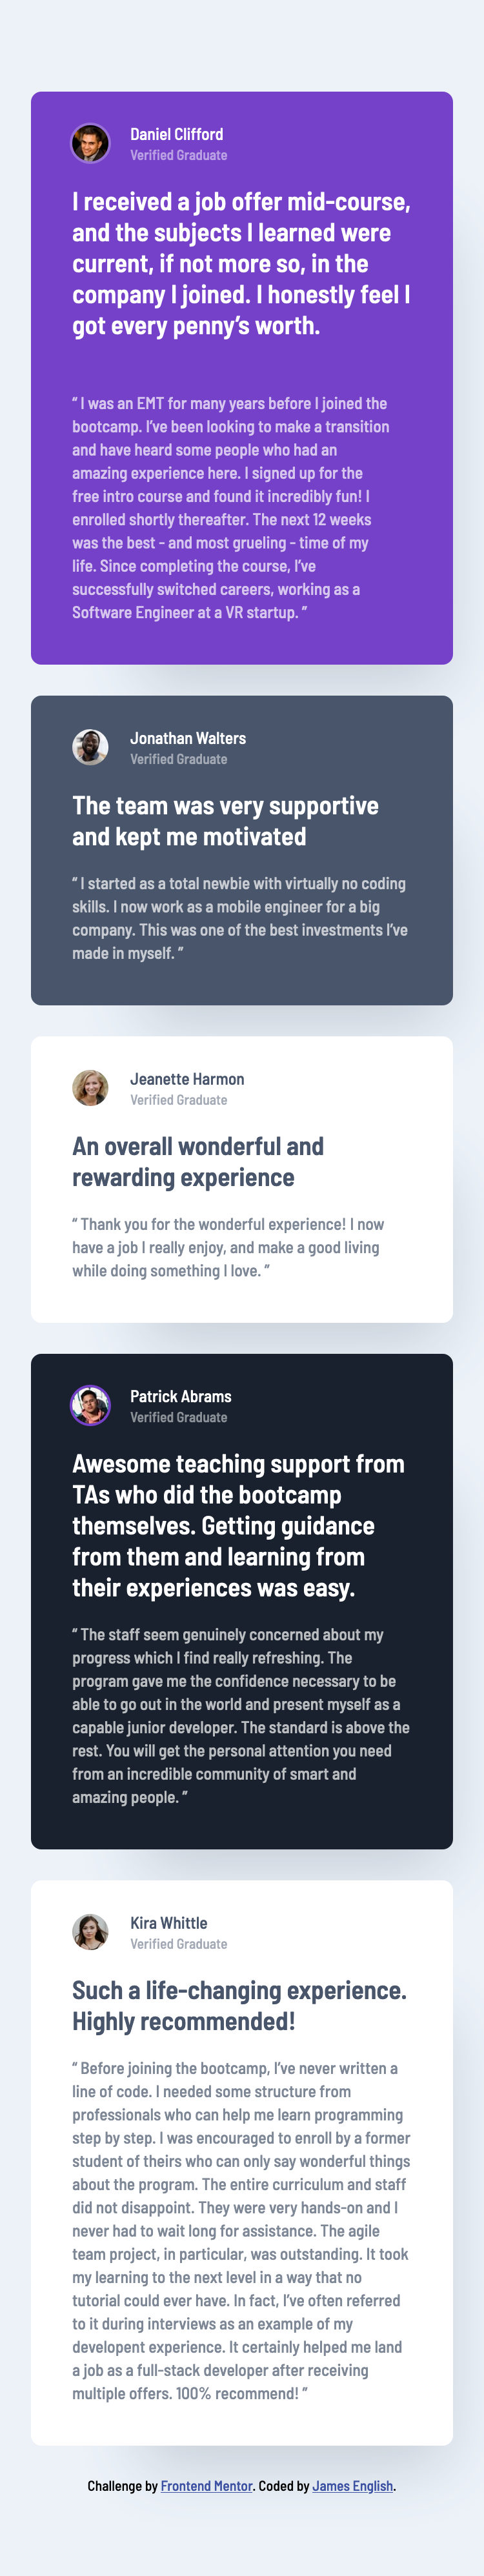 Daniel Clifford
Verified Graduate
I received a job offer mid-course,
and the subjects I learned were
current, if not more so, in the
company I joined. I honestly feel I
got every penny’s worth.
“ I was an EMT for many years before I joined the
bootcamp. I’ve been looking to make a transition
and have heard some people who had an
amazing experience here. I signed up for the
free intro course and found it incredibly fun! I
enrolled shortly thereafter. The next 12 weeks
was the best - and most grueling - time of my
life. Since completing the course, I’ve
successfully switched careers, working as a
Software Engineer at a VR startup. ”
Jonathan Walters
Verified Graduate
The team was very supportive
and kept me motivated
“ I started as a total newbie with virtually no coding
skills. I now work as a mobile engineer for a big
company. This was one of the best investments I’ve
made in myself. ”
Jeanette Harmon
Verified Graduate
An overall wonderful and
rewarding experience
“ Thank you for the wonderful experience! I now
have a job I really enjoy, and make a good living
while doing something I love. ”
Patrick Abrams
Verified Graduate
Awesome teaching support from
TAs who did the bootcamp
themselves. Getting guidance
from them and learning from
their experiences was easy.
“ The staff seem genuinely concerned about my
progress which I find really refreshing. The
program gave me the confidence necessary to be
able to go out in the world and present myself as a
capable junior developer. The standard is above the
rest. You will get the personal attention you need
from an incredible community of smart and
amazing people. ”
Kira Whittle
Verified Graduate
Such a life-changing experience.
Highly recommended!
“ Before joining the bootcamp, I’ve never written a
line of code. I needed some structure from
professionals who can help me learn programming
step by step. I was encouraged to enroll by a former
student of theirs who can only say wonderful things
about the program. The entire curriculum and staff
did not disappoint. They were very hands-on and I
never had to wait long for assistance. The agile
team project, in particular, was outstanding. It took
my learning to the next level in a way that no
tutorial could ever have. In fact, I’ve often referred
to it during interviews as an example of my
developent experience. It certainly helped me land
a job as a full-stack developer after receiving
multiple offers. 100% recommend! ”
Challenge by Frontend Mentor. Coded by James English.